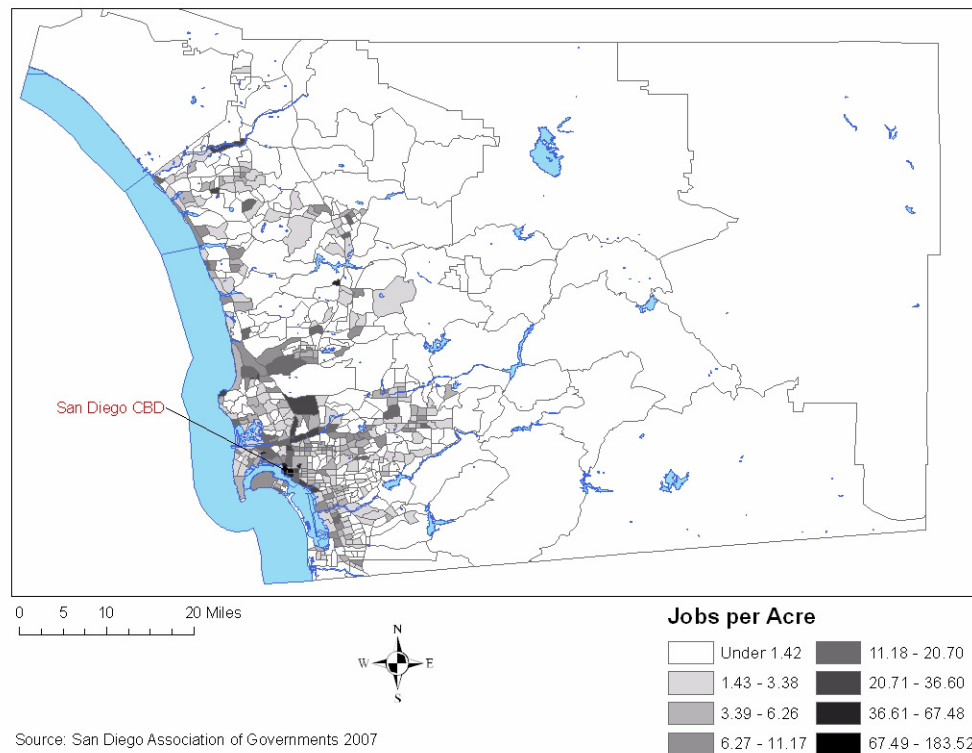 San Diego CBD
0 5 10 20 Miles
N
W E
S
Jobs per Acre
Under 1.42
1.43 - 3.38
3.39 - 6.26
6.27 - 11.17
11.18 - 20.70
20.71 - 36.60
36.61 - 67.48
67.49 - 183.52
Source: San Diego Association of Governments 2007